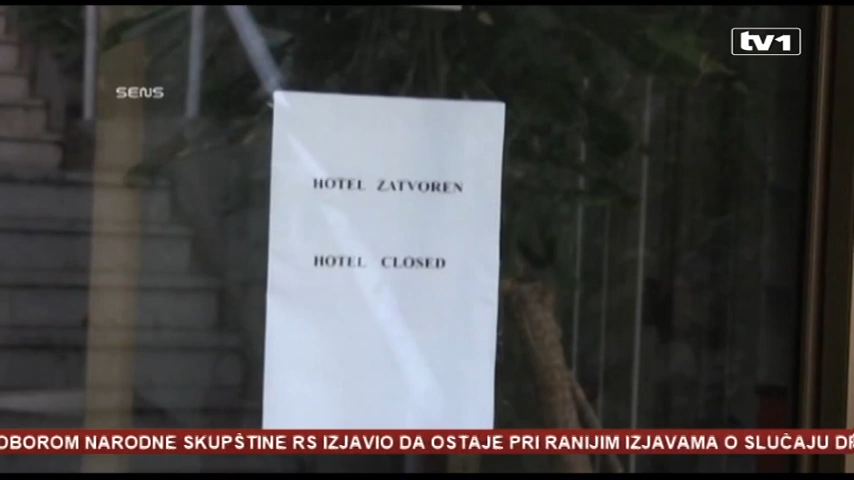 tv1
SENS
HOTEL ZATVOREN
HOTEL CLOSED
OBOROM NARODNE SKUPŠTINE RS IZJAVIO DA OSTAJE PRI RANIJIM IZJAVAMA O SLUČAJU